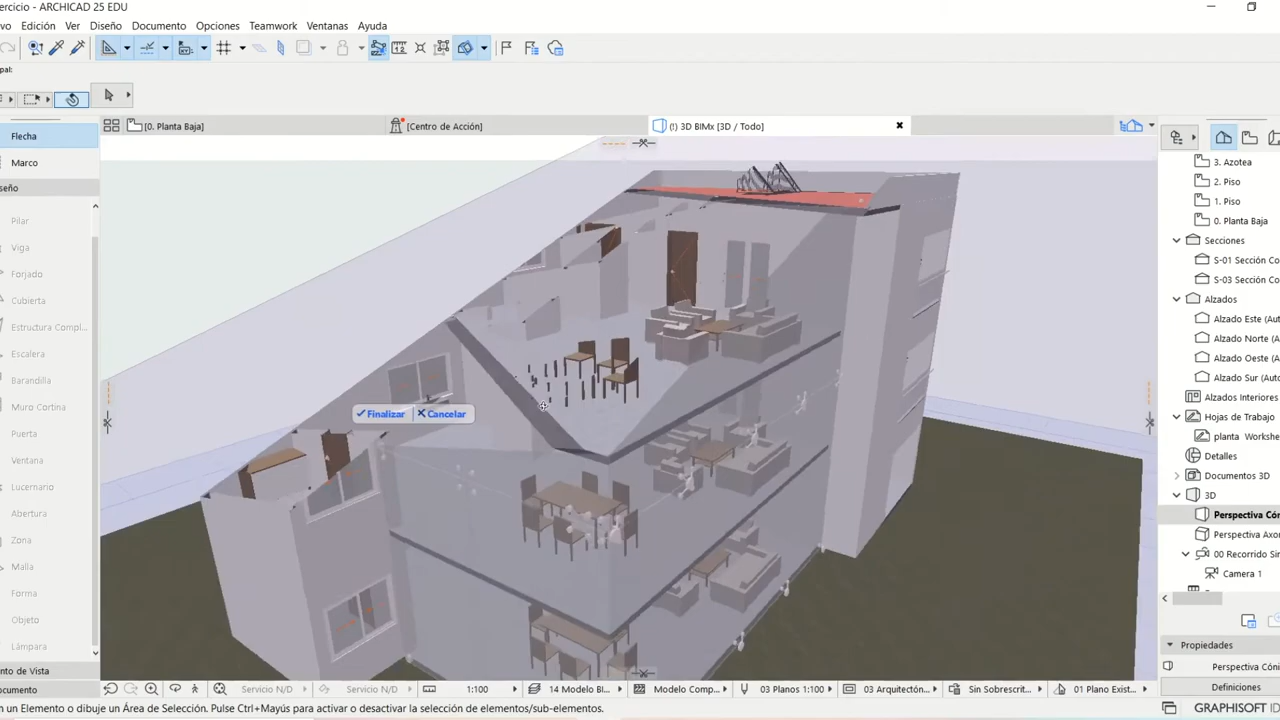 ercicio - ARCHICAD 25 EDU
vo Edición Ver Diseño Documento Opciones Teamwork Ventanas Ayuda
pal:
[0. Planta Baja]
[Centro de Acción]
(!) 3D BIMx [3D / Todo]
Flecha
Marco
seño
Pilar
Viga
Forjado
Cubierta
Estructura Compl...
Escalera
Barandilla
Muro Cortina
Puerta
Ventana
Lucernario
Abertura
Zona
Malla
Forma
Objeto
Lámpara
nto de Vista
ocumento
Finalizar Cancelar
3. Azotea
2. Piso
1. Piso
0. Planta Baja
Secciones
S-01 Sección Co
S-03 Sección Co
Alzados
Alzado Este (Aut
Alzado Norte (A
Alzado Oeste (A
Alzado Sur (Auto
Alzados Interiores
Hojas de Trabajo
planta Workshe
Detalles
Documentos 3D
3D
Perspectiva Cón
Perspectiva Axon
00 Recorrido Sin
Camera 1
Propiedades
Perspectiva Cóni
Definiciones
Servicio N/D
Servicio N/D
1:100
14 Modelo BI...
Modelo Comp...
03 Planos 1:100
03 Arquitectón...
Sin Sobrescrit...
01 Plano Exist...
n un Elemento o dibuje un Área de Selección. Pulse Ctrl+Mayús para activar o desactivar la selección de elementos/sub-elementos.
GRAPHISOFT ID